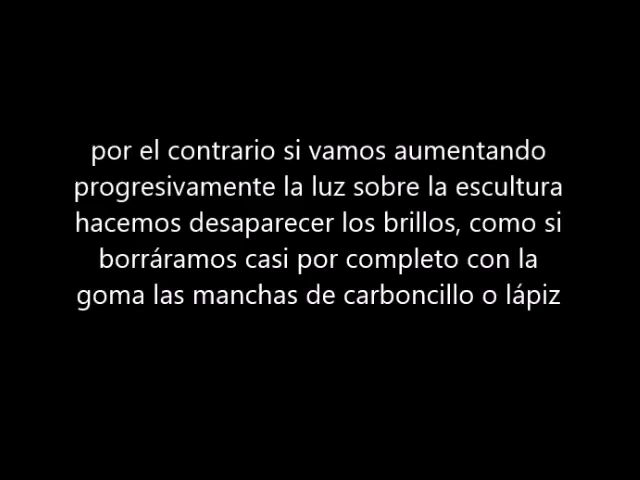 por el contrario si vamos aumentando
progresivamente la luz sobre la escultura
hacemos desaparecer los brillos, como si
borráramos casi por completo con la
goma las manchas de carboncillo o lápiz